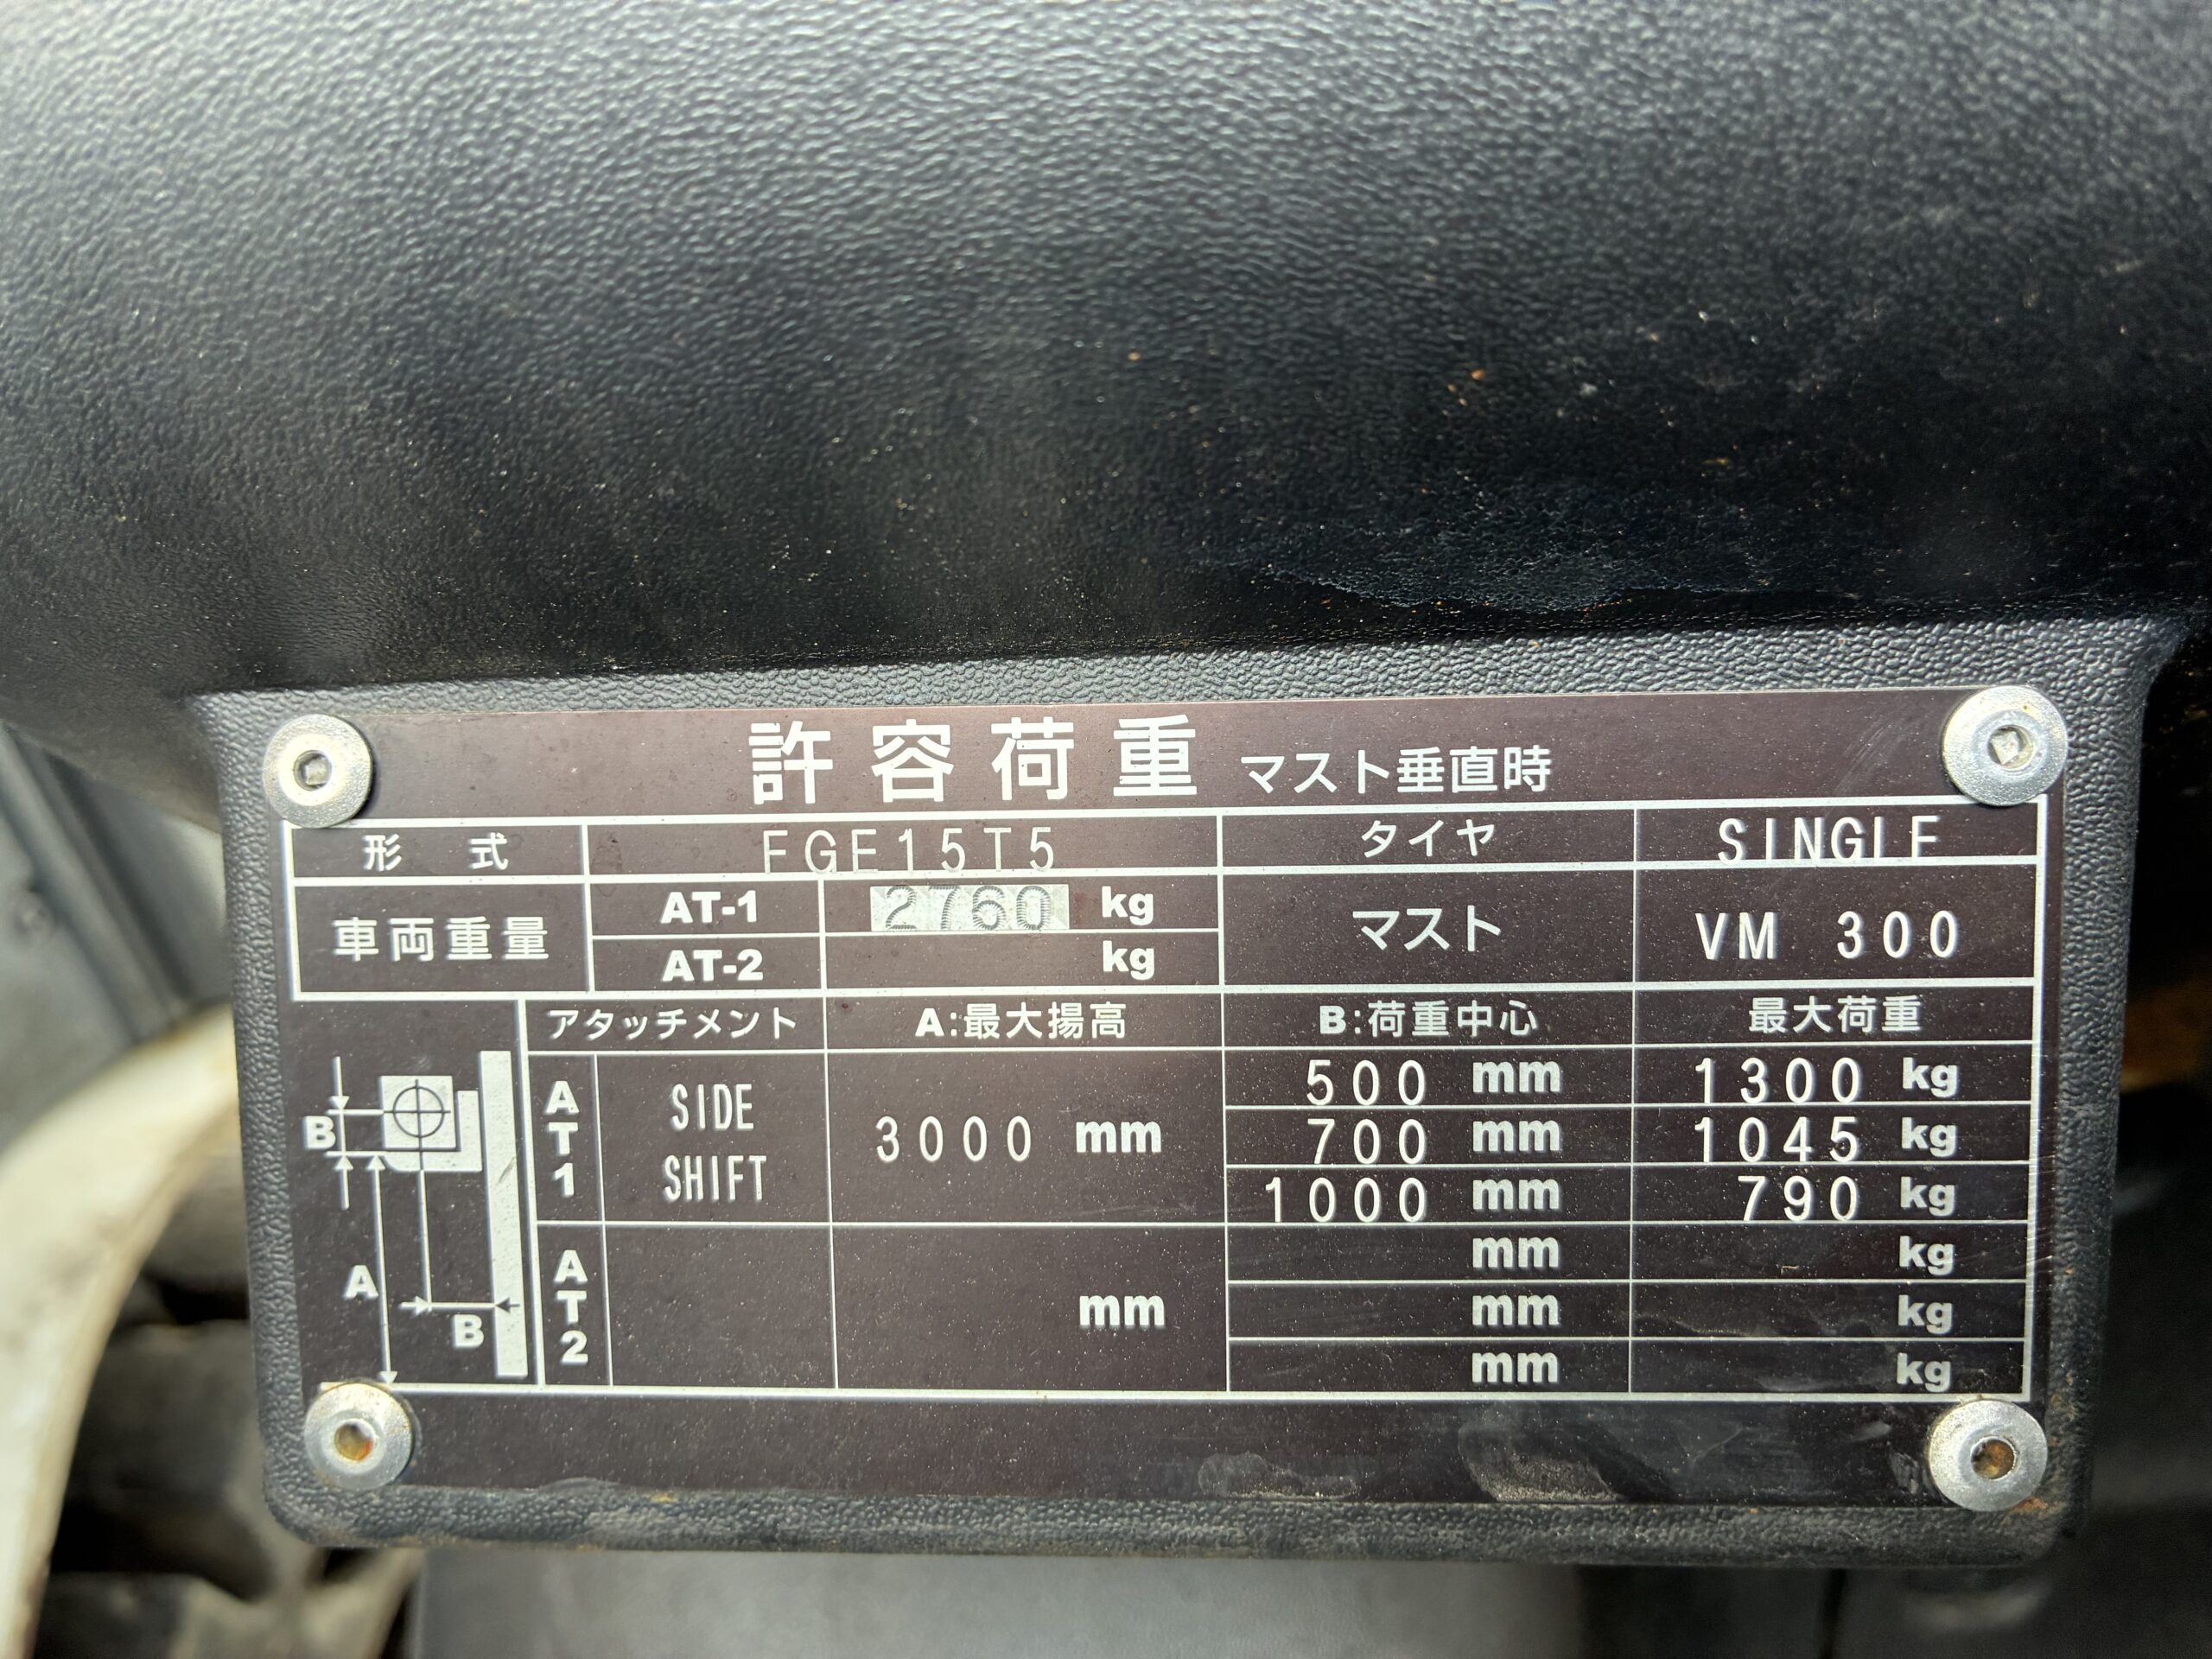 許容荷重 マスト垂直時
形式 FGE15T5 タイヤ SINGLE
車両重量 AT-1 2760 kg マスト VM 300
AT-2 kg
アタッチメント A:最大揚高 B:荷重中心 最大荷重
AT1 SIDE SHIFT 3000 mm 500 mm 1300 kg
700 mm 1045 kg
1000 mm 790 kg
AT2 mm mm kg
mm kg
mm kg
B
A
B